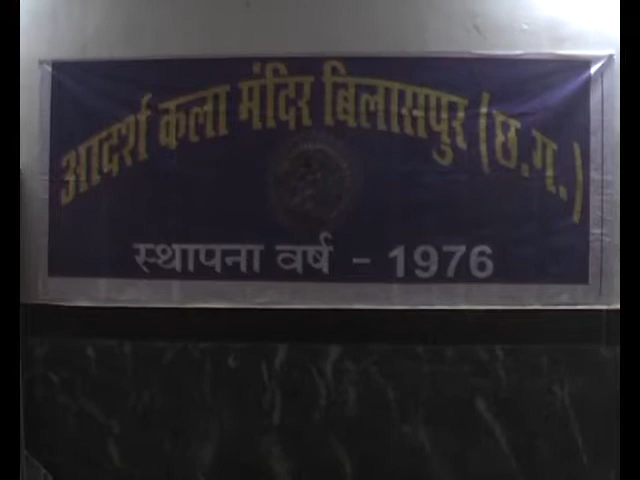 आदर्श कला मंदिर बिलासपुर (छ.ग.)
स्थापना वर्ष - 1976